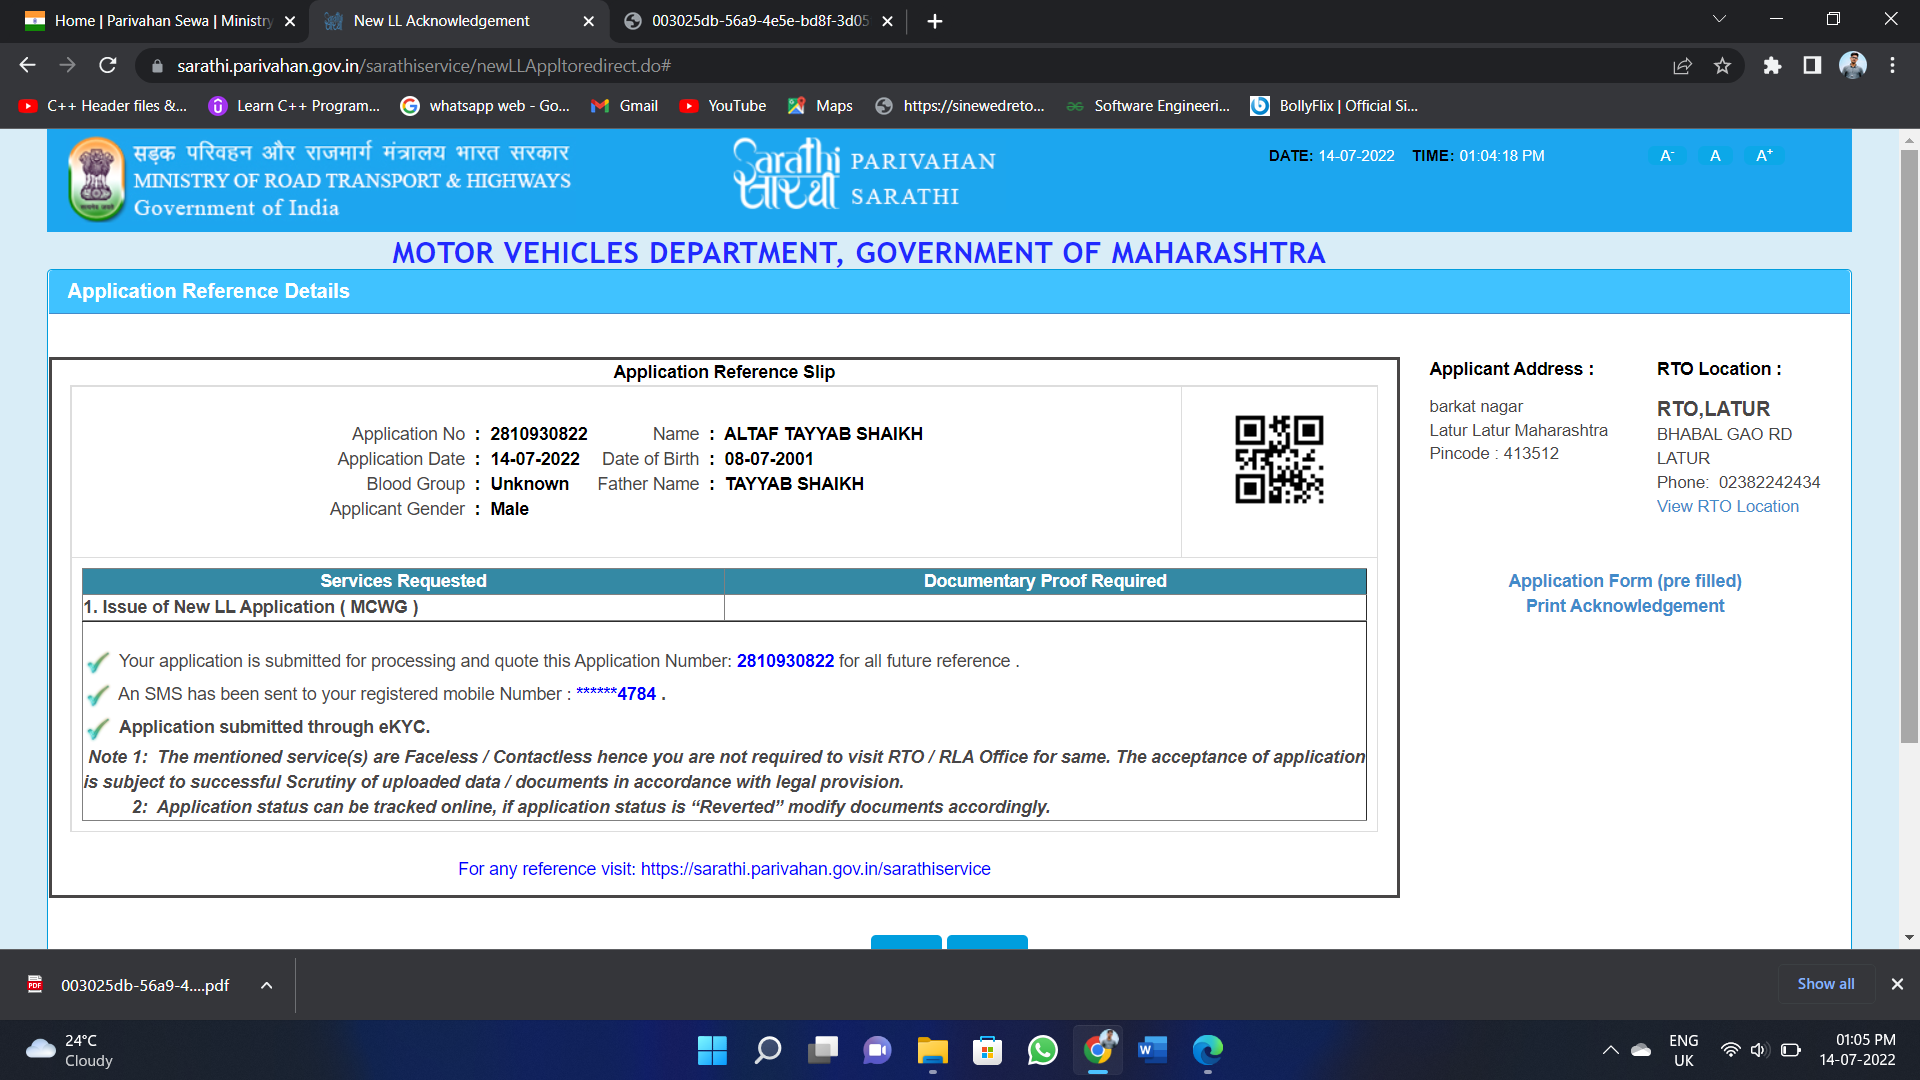 Home | Parivahan Sewa | Ministry
New LL Acknowledgement
003025db-56a9-4e5e-bd8f-3d05
sarathi.parivahan.gov.in/sarathiservice/newLLAppltoredirect.do#
C++ Header files &... Learn C++ Program... whatsapp web - Go... Gmail YouTube Maps https://sinewedreto... Software Engineeri... BollyFlix | Official Si...
सड़क परिवहन और राजमार्ग मंत्रालय भारत सरकार
MINISTRY OF ROAD TRANSPORT & HIGHWAYS
Government of India
Sarathi
सारथी
PARIVAHAN
SARATHI
DATE: 14-07-2022 TIME: 01:04:18 PM
A- A A+
MOTOR VEHICLES DEPARTMENT, GOVERNMENT OF MAHARASHTRA
Application Reference Details
Application Reference Slip
Application No : 2810930822 Name : ALTAF TAYYAB SHAIKH
Application Date : 14-07-2022 Date of Birth : 08-07-2001
Blood Group : Unknown Father Name : TAYYAB SHAIKH
Applicant Gender : Male
Services Requested Documentary Proof Required
1. Issue of New LL Application ( MCWG )
Your application is submitted for processing and quote this Application Number: 2810930822 for all future reference .
An SMS has been sent to your registered mobile Number : ******4784 .
Application submitted through eKYC.
Note 1: The mentioned service(s) are Faceless / Contactless hence you are not required to visit RTO / RLA Office for same. The acceptance of application
is subject to successful Scrutiny of uploaded data / documents in accordance with legal provision.
2: Application status can be tracked online, if application status is “Reverted” modify documents accordingly.
For any reference visit: https://sarathi.parivahan.gov.in/sarathiservice
Applicant Address :
barkat nagar
Latur Latur Maharashtra
Pincode : 413512
RTO Location :
RTO,LATUR
BHABAL GAO RD
LATUR
Phone: 02382242434
View RTO Location
Application Form (pre filled)
Print Acknowledgement
003025db-56a9-4....pdf
Show all
24°C
Cloudy
ENG
UK
01:05 PM
14-07-2022